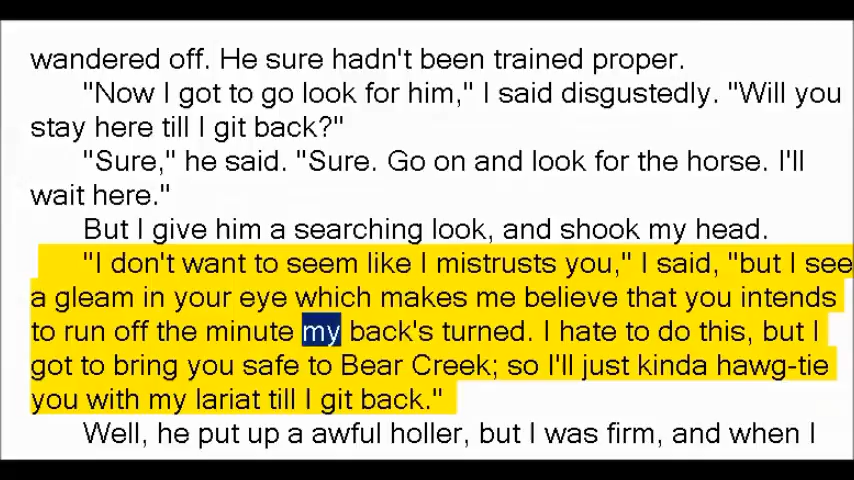 wandered off. He sure hadn't been trained proper.
"Now I got to go look for him," I said disgustedly. "Will you
stay here till I git back?"
"Sure," he said. "Sure. Go on and look for the horse. I'll
wait here."
But I give him a searching look, and shook my head.
"I don't want to seem like I mistrusts you," I said, "but I see
a gleam in your eye which makes me believe that you intends
to run off the minute my back's turned. I hate to do this, but I
got to bring you safe to Bear Creek; so I'll just kinda hawg-tie
you with my lariat till I git back."
Well, he put up a awful holler, but I was firm, and when I